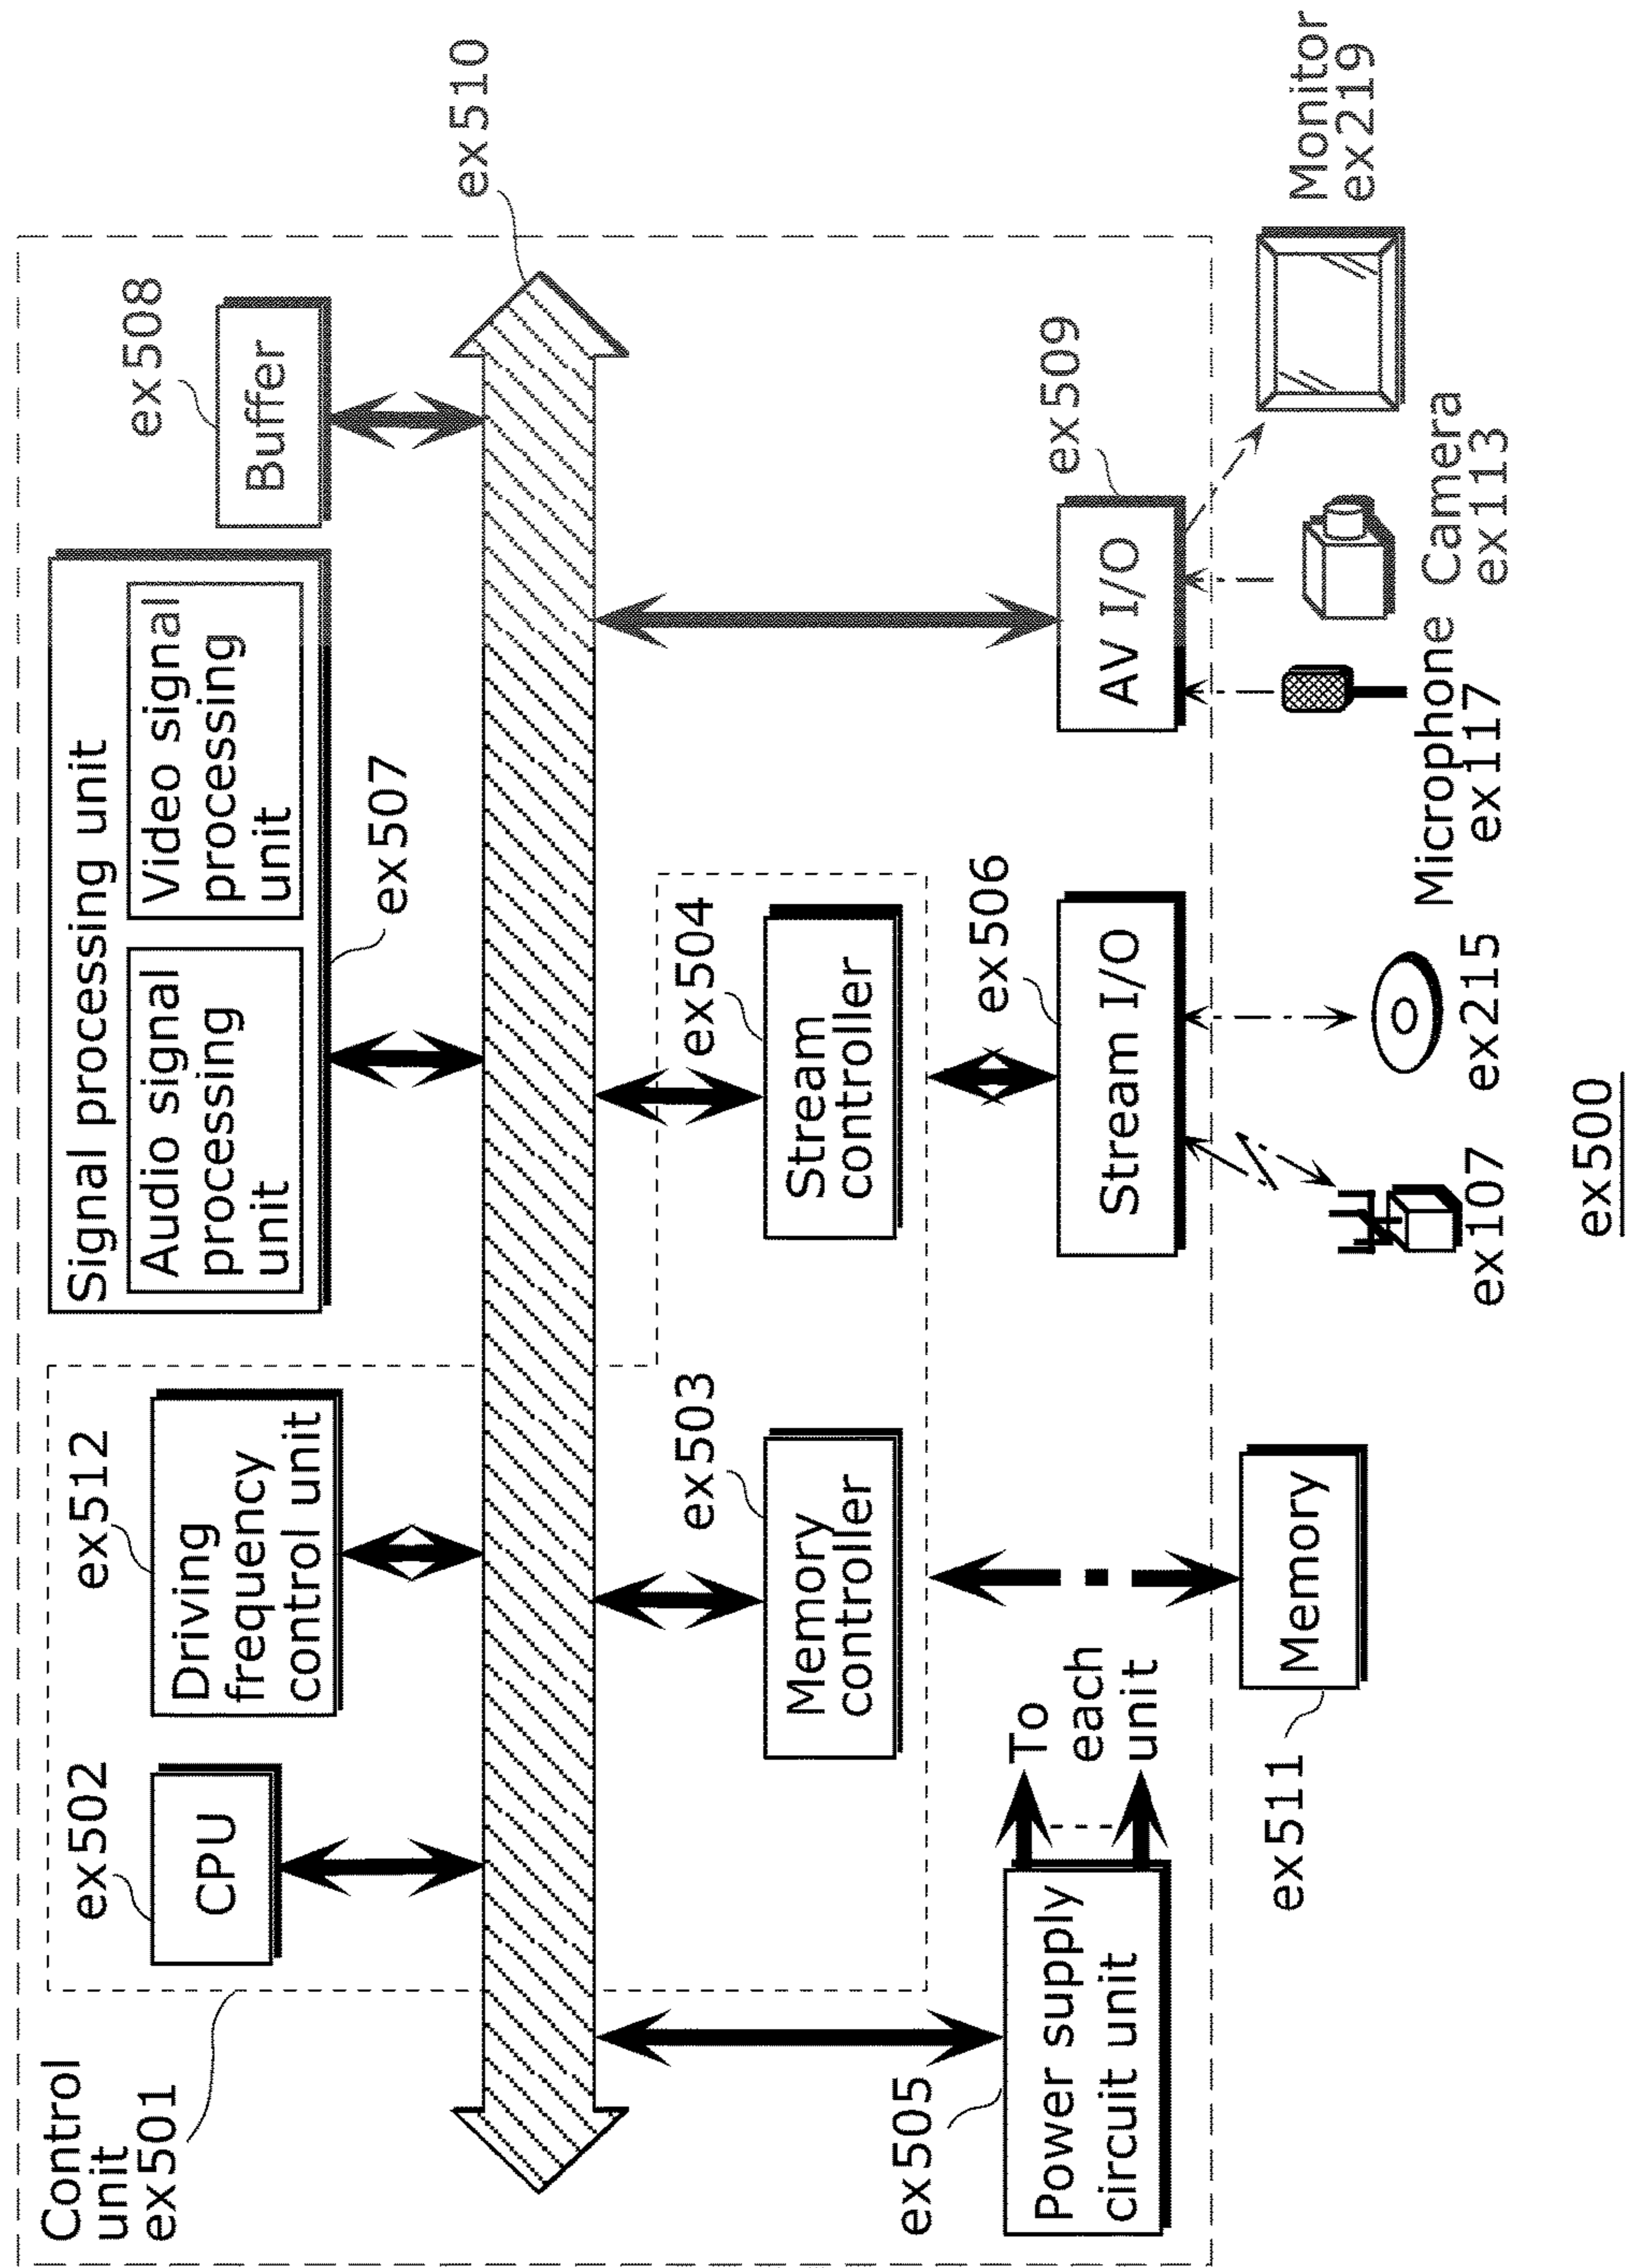 Control
unit
ex501
ex502
CPU
ex512
Driving
frequency
control unit
Signal processing unit
Audio signal
processing
unit
Video signal
processing
unit
ex507
ex508
Buffer
ex510
ex503
Memory
controller
ex504
Stream
controller
ex505
Power supply
circuit unit
To
each
unit
ex506
Stream I/O
ex509
AV I/O
ex511
Memory
ex107
ex215
Microphone
ex117
Camera
ex113
Monitor
ex219
ex500